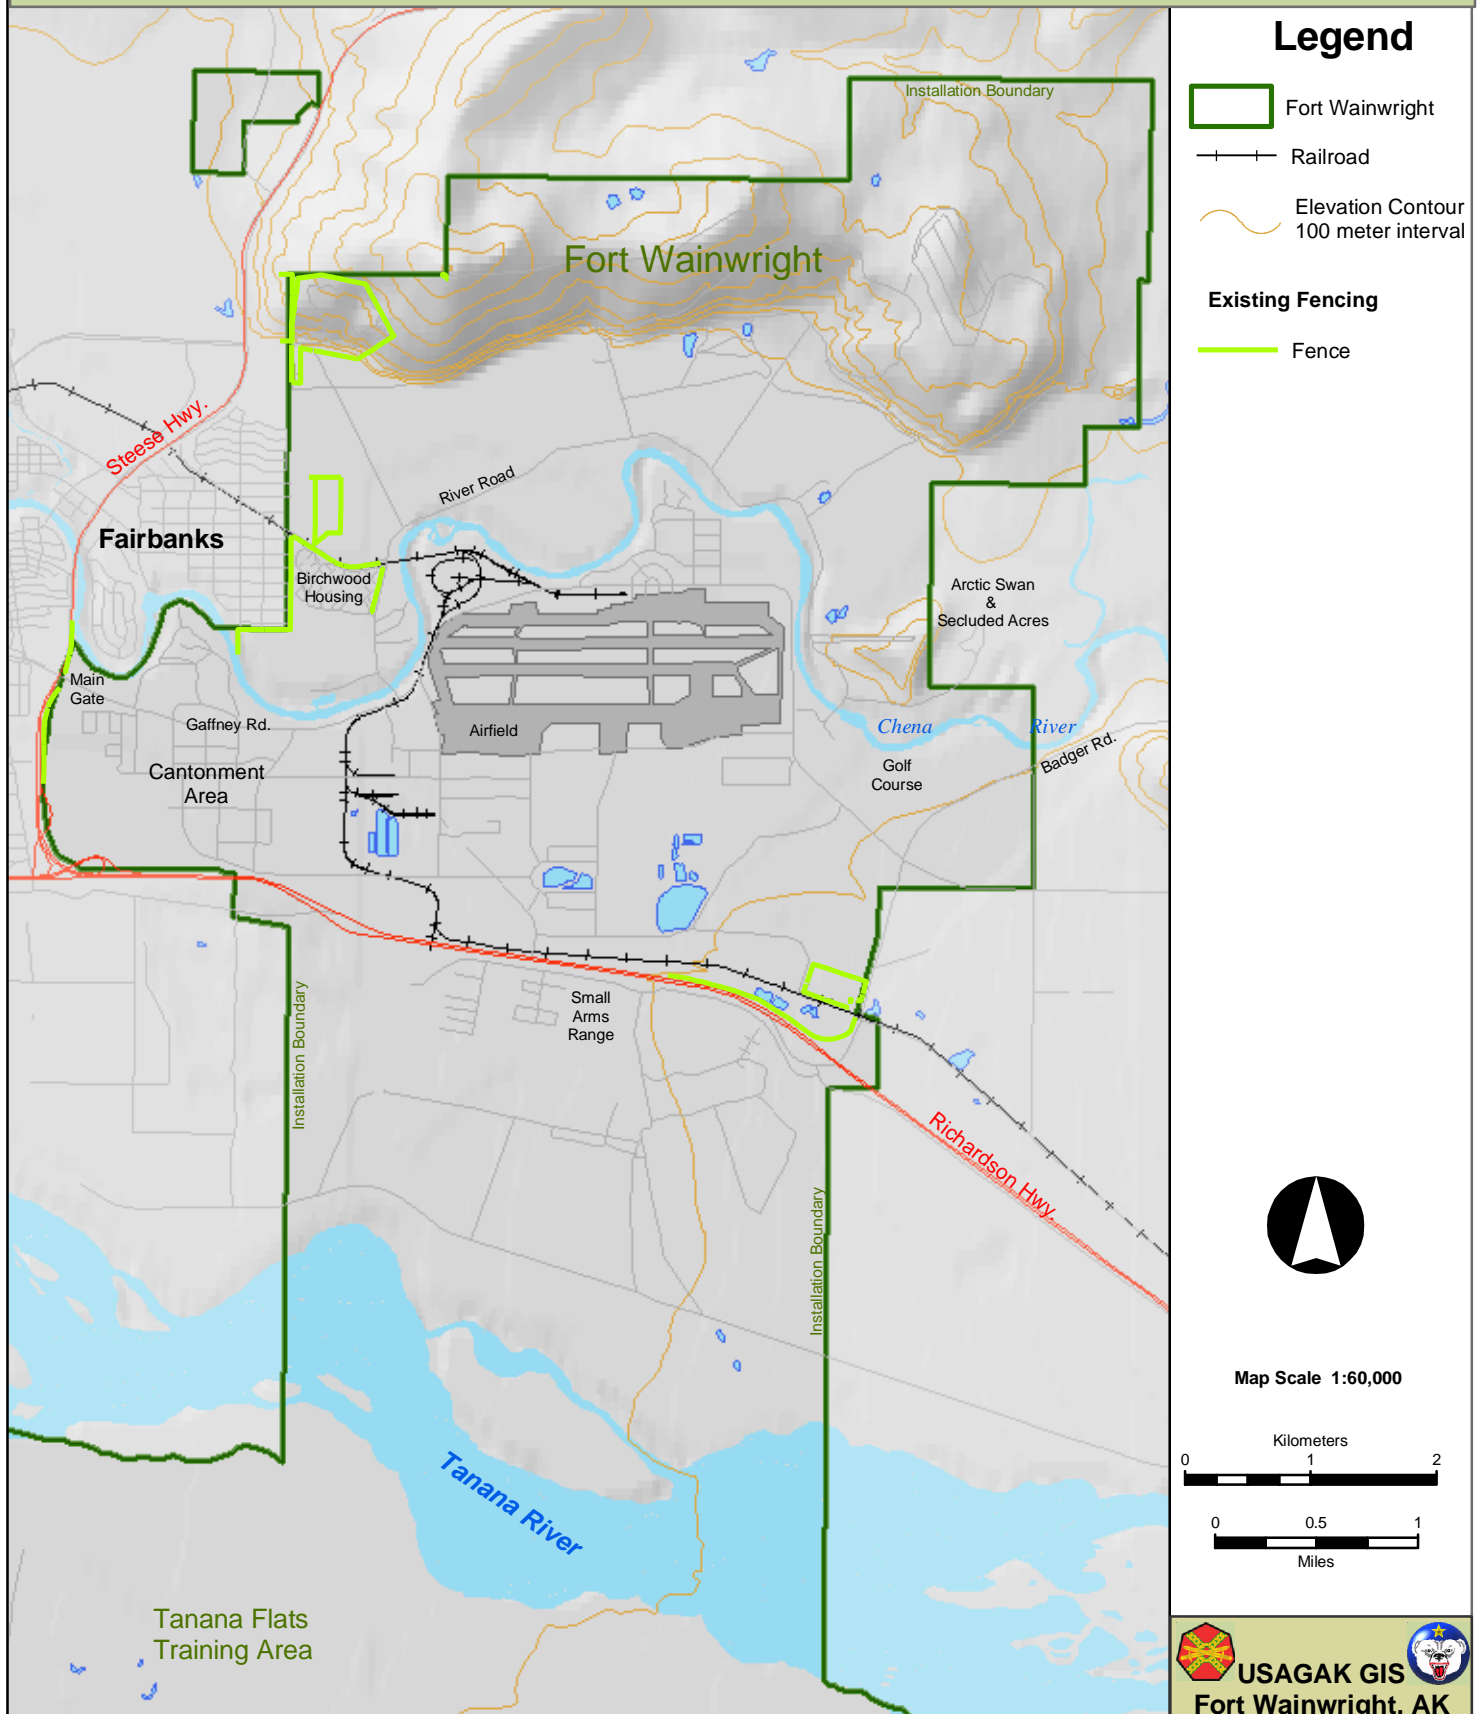 Legend
Installation Boundary
Fort Wainwright
Railroad
Elevation Contour
100 meter interval
Fort Wainwright
Existing Fencing
Fence
Steese Hwy.
River Road
Fairbanks
Birchwood
Housing
Arctic Swan
&
Secluded Acres
Main
Gate
Gaffney Rd.
Airfield
Chena
River
Badger Rd.
Cantonment
Area
Golf
Course
Small
Arms
Range
Installation Boundary
Richardson Hwy.
Installation Boundary
Map Scale 1:60,000
Kilometers
0 1 2
0 0.5 1
Miles
Tanana River
Tanana Flats
Training Area
USAGAK GIS
Fort Wainwright, AK